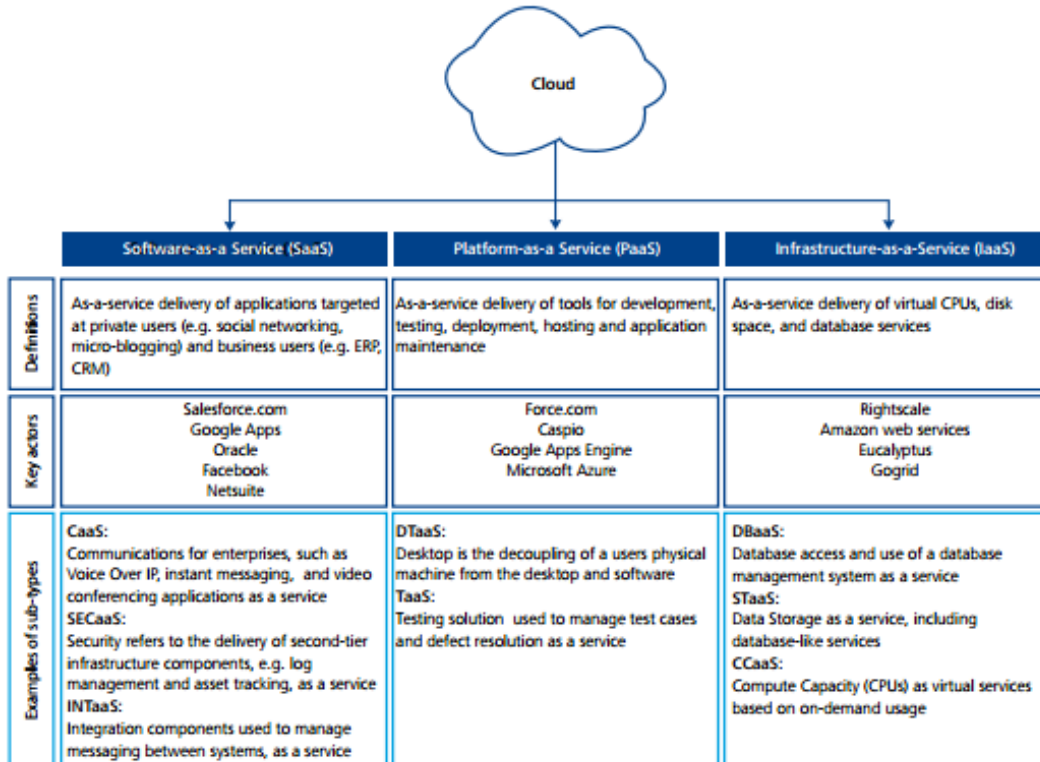 Cloud
Software-as-a Service (SaaS)
Platform-as-a Service (PaaS)
Infrastructure-as-a-Service (IaaS)
Definitions
As-a-service delivery of applications targeted
at private users (e.g. social networking,
micro-blogging) and business users (e.g. ERP,
CRM)
As-a-service delivery of tools for development,
testing, deployment, hosting and application
maintenance
As-a-service delivery of virtual CPUs, disk
space, and database services
Key actors
Salesforce.com
Google Apps
Oracle
Facebook
Netsuite
Force.com
Caspio
Google Apps Engine
Microsoft Azure
Rightscale
Amazon web services
Eucalyptus
Gogrid
Examples of sub-types
CaaS:
Communications for enterprises, such as
Voice Over IP, instant messaging, and video
conferencing applications as a service
SECaaS:
Security refers to the delivery of second-tier
infrastructure components, e.g. log
management and asset tracking, as a service
INTaaS:
Integration components used to manage
messaging between systems, as a service
DTaaS:
Desktop is the decoupling of a users physical
machine from the desktop and software
TaaS:
Testing solution used to manage test cases
and defect resolution as a service
DBaaS:
Database access and use of a database
management system as a service
STaaS:
Data Storage as a service, including
database-like services
CCaaS:
Compute Capacity (CPUs) as virtual services
based on on-demand usage